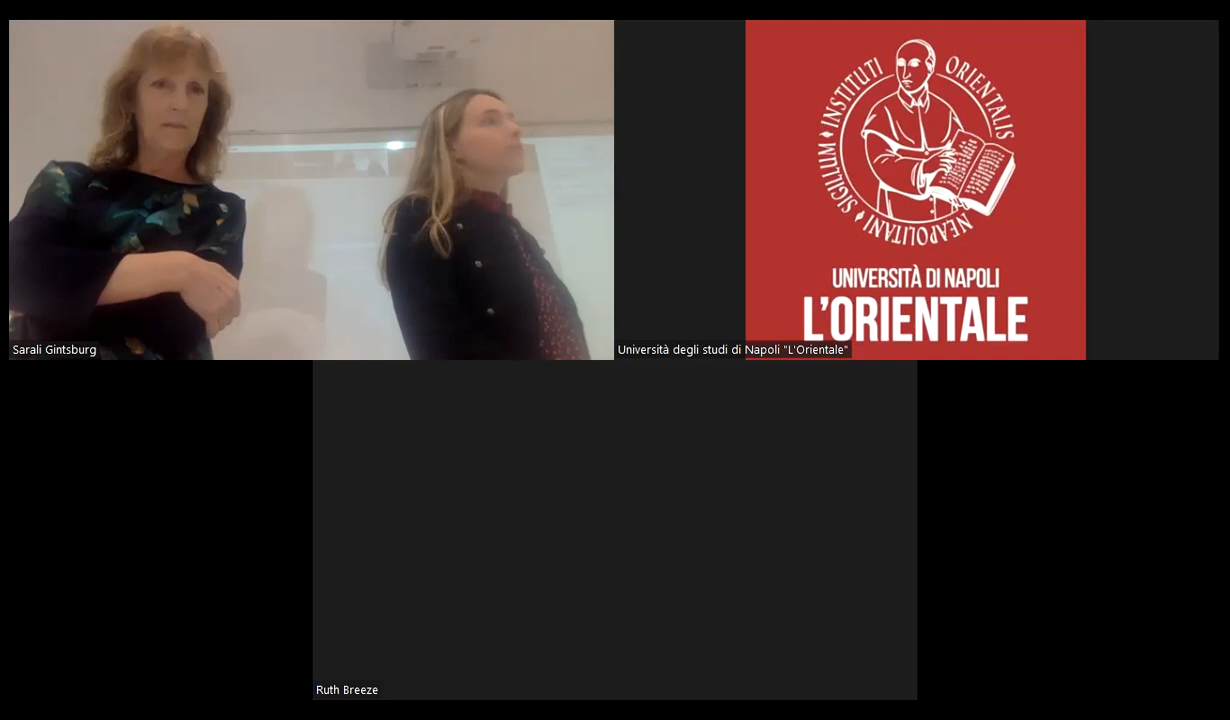 SIGILLUM INSTITUTI ORIENTALIS NEAPOLITANI
UNIVERSITÀ DI NAPOLI
L'ORIENTALE
Sarali Gintsburg
Università degli studi di Napoli "L'Orientale"
Ruth Breeze